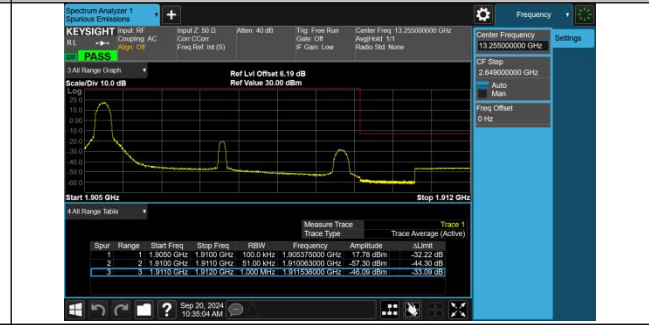 Spectrum Analyzer 1
Spurious Emissions
+
Frequency
KEYSIGHT Input: RF Input Z: 50 Ω Atten: 40 dB Trig: Free Run Center Freq: 13.255000000 GHz
RL Coupling: AC Corr CCorr Gate: Off Avg|Hold: 1/1
Align: Off Freq Ref: Int (S) IF Gain: Low Radio Std: None
PASS
Center Frequency
13.255000000 GHz
Settings
CF Step
2.649000000 GHz
Auto
Man
Freq Offset
0 Hz
3 All Range Graph
Ref Lvl Offset 6.19 dB
Scale/Div 10.0 dB Ref Value 30.00 dBm
Log
20.0
10.0
0.00
-10.0
-20.0
-30.0
-40.0
-50.0
-60.0
Start 1.905 GHz Stop 1.912 GHz
4 All Range Table
Measure Trace Trace 1
Trace Type Trace Average (Active)
Spur Range Start Freq Stop Freq RBW Frequency Amplitude ΔLimit
1 1 1.9050 GHz 1.9100 GHz 100.0 kHz 1.905375000 GHz 17.78 dBm -32.22 dB
2 2 1.9100 GHz 1.9110 GHz 51.00 kHz 1.910063000 GHz -57.30 dBm -44.30 dB
3 3 1.9110 GHz 1.9120 GHz 1.000 MHz 1.911536000 GHz -46.09 dBm -33.09 dB
?
Sep 20, 2024
10:35:04 AM